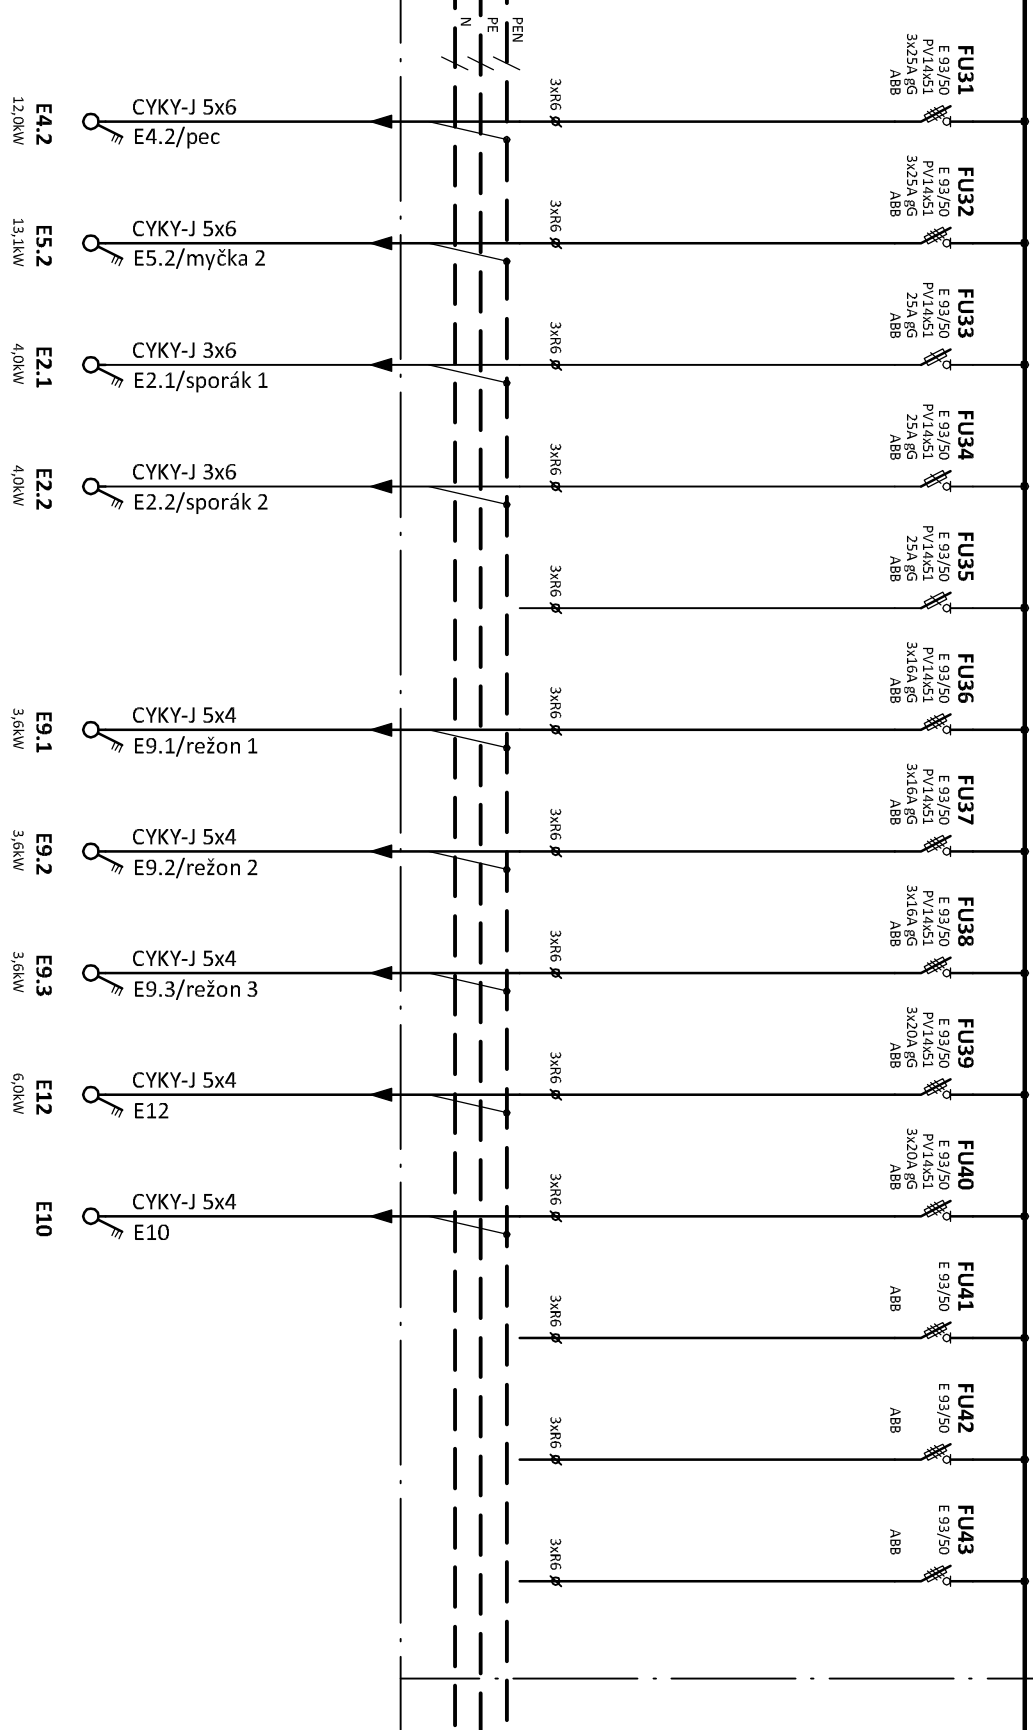 N
PE
PEN
FU31
E 93/50
PV14x51
3x25A gG
ABB
3xR6
CYKY-J 5x6
E4.2/pec
E4.2
12,0kW
FU32
E 93/50
PV14x51
3x25A gG
ABB
3xR6
CYKY-J 5x6
E5.2/myčka 2
E5.2
13,1kW
FU33
E 93/50
PV14x51
25A gG
ABB
3xR6
CYKY-J 3x6
E2.1/sporák 1
E2.1
4,0kW
FU34
E 93/50
PV14x51
25A gG
ABB
3xR6
CYKY-J 3x6
E2.2/sporák 2
E2.2
4,0kW
FU35
E 93/50
PV14x51
25A gG
ABB
3xR6
FU36
E 93/50
PV14x51
3x16A gG
ABB
3xR6
CYKY-J 5x4
E9.1/režon 1
E9.1
3,6kW
FU37
E 93/50
PV14x51
3x16A gG
ABB
3xR6
CYKY-J 5x4
E9.2/režon 2
E9.2
3,6kW
FU38
E 93/50
PV14x51
3x16A gG
ABB
3xR6
CYKY-J 5x4
E9.3/režon 3
E9.3
3,6kW
FU39
E 93/50
PV14x51
3x20A gG
ABB
3xR6
CYKY-J 5x4
E12
E12
6,0kW
FU40
E 93/50
PV14x51
3x20A gG
ABB
3xR6
CYKY-J 5x4
E10
E10
FU41
E 93/50
ABB
3xR6
FU42
E 93/50
ABB
3xR6
FU43
E 93/50
ABB
3xR6